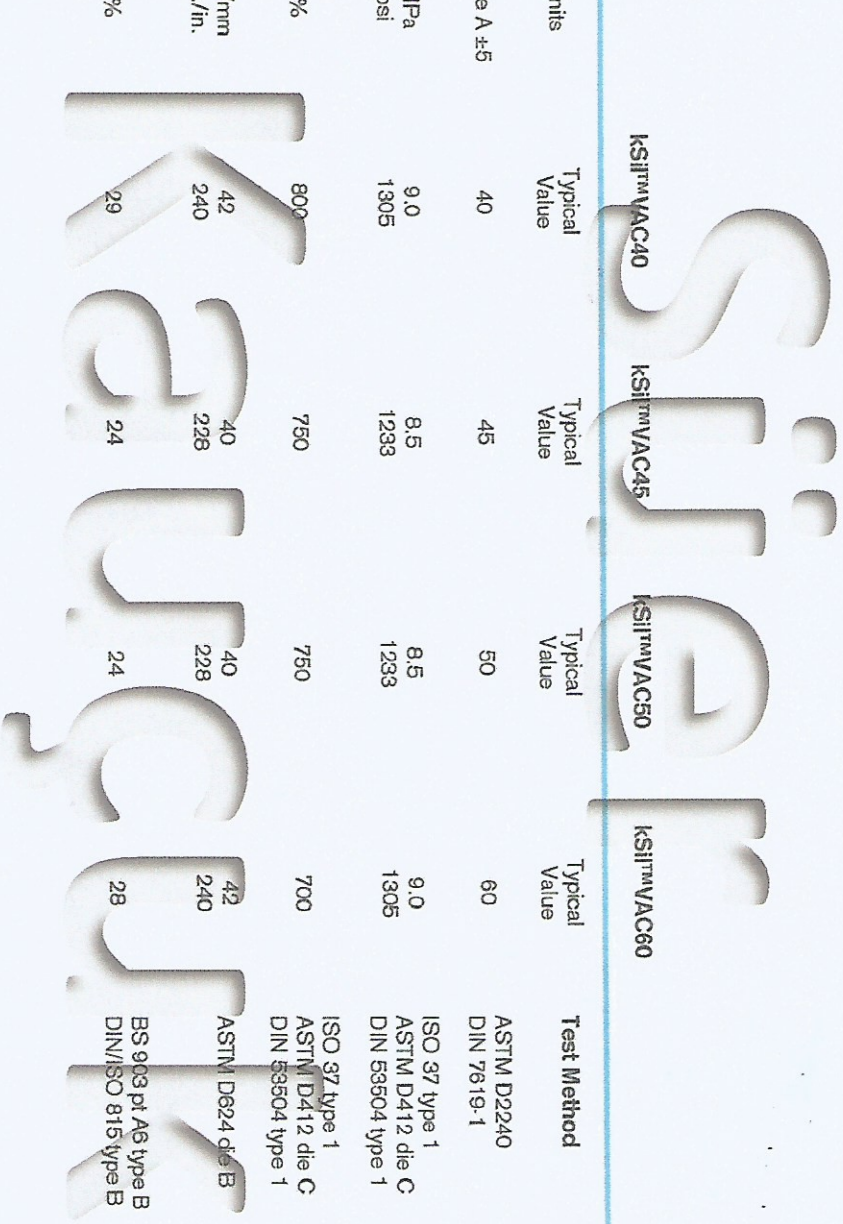 Süer
Kauçuk
kSil™VAC40 kSil™VAC45 kSil™VAC50 kSil™VAC60
Typical Typical Typical Typical Test Method
Value Value Value Value
e A ±5 40 45 50 60 ASTM D2240
DIN 7619-1
ISO 37 type 1
9.0 8.5 8.5 9.0 ASTM D412 die C
psi 1305 1233 1233 1305 DIN 53504 type 1
ISO 37 type 1
% 800 750 750 700 ASTM D412 die C
DIN 53504 type 1
/mm 42 40 40 42 ASTM D624 die B
/in. 240 228 228 240
BS 903 pt A6 type B
% 29 24 24 28 DIN/ISO 815 type B